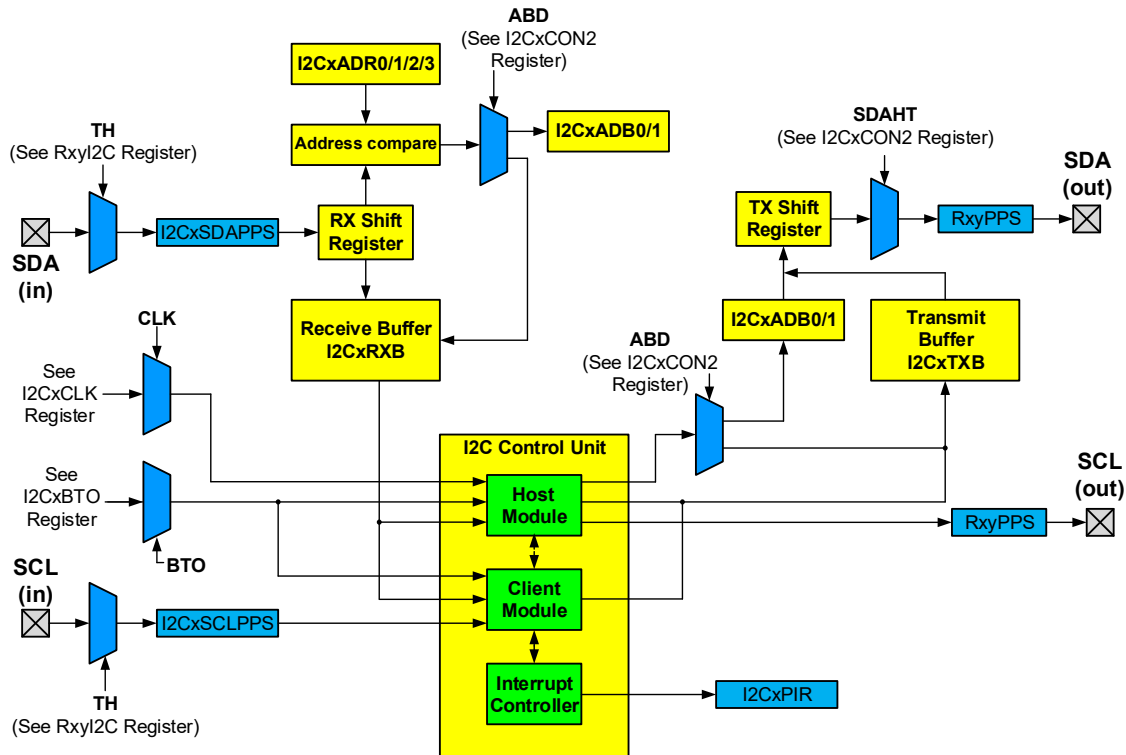 ABD
(See I2CxCON2
Register)
I2CxADR0/1/2/3
TH
(See RxyI2C Register)
Address compare
I2CxADB0/1
SDAHT
(See I2CxCON2 Register)
SDA
(out)
I2CxSDAPPS
RX Shift
Register
TX Shift
Register
RxyPPS
SDA
(in)
CLK
Receive Buffer
I2CxRXB
I2CxADB0/1
Transmit
Buffer
I2CxTXB
ABD
(See I2CxCON2
Register)
See
I2CxCLK
Register
I2C Control Unit
See
I2CxBTO
Register
Host
Module
SCL
(out)
RxyPPS
BTO
SCL
(in)
Client
Module
I2CxSCLPPS
Interrupt
Controller
I2CxPIR
TH
(See RxyI2C Register)